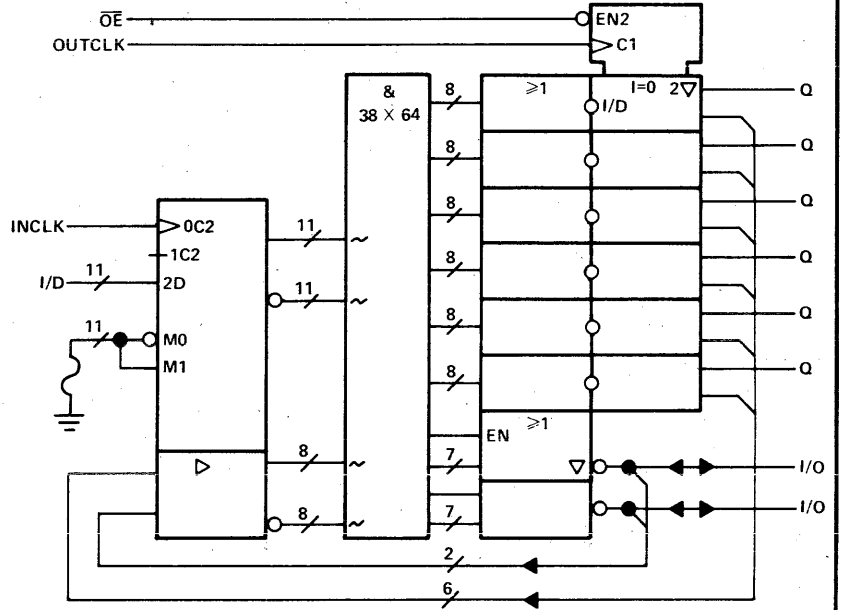 OE
EN2
OUTCLK
C1
&
38 X 64
8
≥1
I=0 2▽
Q
I/D
8
Q
8
Q
INCLK
0C2
11
1C2
8
Q
I/D
11
2D
11
8
Q
11
M0
M1
8
Q
EN
≥1
8
7
▽
I/O
▷
8
7
I/O
2
6